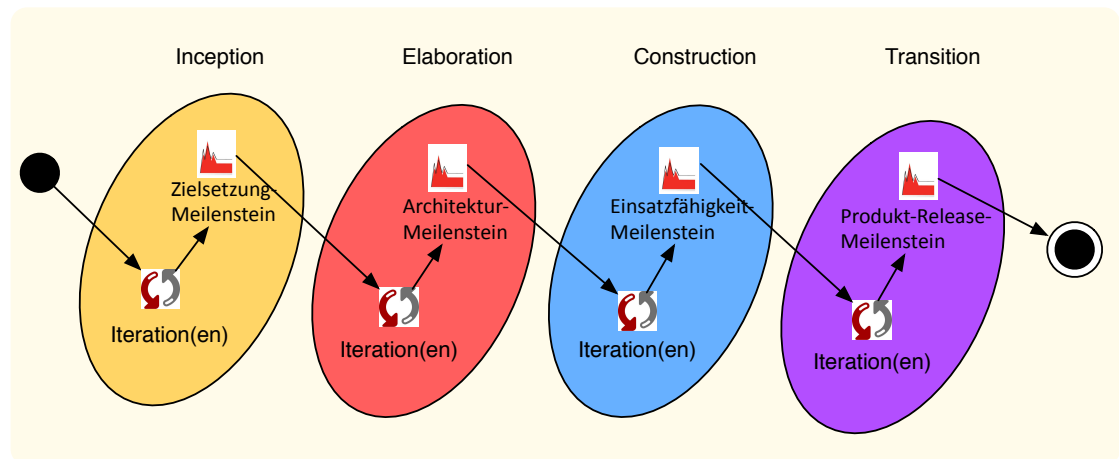 Inception
Elaboration
Construction
Transition
Zielsetzung-
Meilenstein
Iteration(en)
Architektur-
Meilenstein
Iteration(en)
Einsatzfähigkeit-
Meilenstein
Iteration(en)
Produkt-Release-
Meilenstein
Iteration(en)